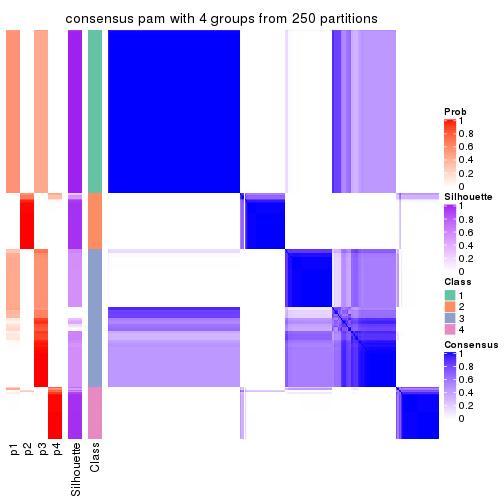 consensus pam with 4 groups from 250 partitions
Prob
1
0.8
0.6
0.4
0.2
0
Silhouette
1
0.8
0.6
0.4
0.2
0
Class
1
2
3
4
Consensus
1
0.8
0.6
0.4
0.2
0
p1
p2
p3
p4
Silhouette
Class